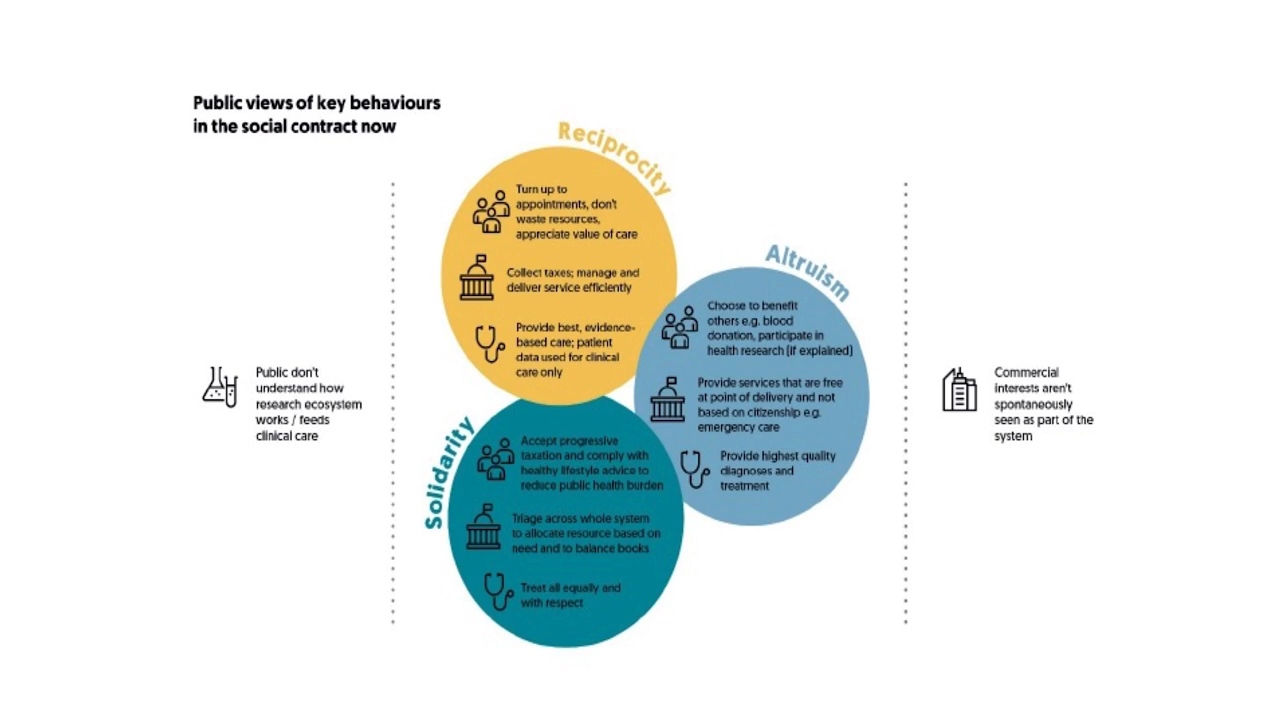 Public views of key behaviours
in the social contract now
Reciprocity
Turn up to
appointments, don't
waste resources,
appreciate value of care
Collect taxes; manage and
deliver service efficiently
Provide best, evidence-
based care; patient
data used for clinical
care only
Altruism
Choose to benefit
others e.g. blood
donation, participate in
health research (if explained)
Provide services that are free
at point of delivery and not
based on citizenship e.g.
emergency care
Provide highest quality
diagnoses and
treatment
Solidarity
Accept progressive
taxation and comply with
healthy lifestyle advice to
reduce public health burden
Triage across whole system
to allocate resource based on
need and to balance books
Treat all equally and
with respect
Public don't
understand how
research ecosystem
works / feeds
clinical care
Commercial
interests aren't
spontaneously
seen as part of the
system